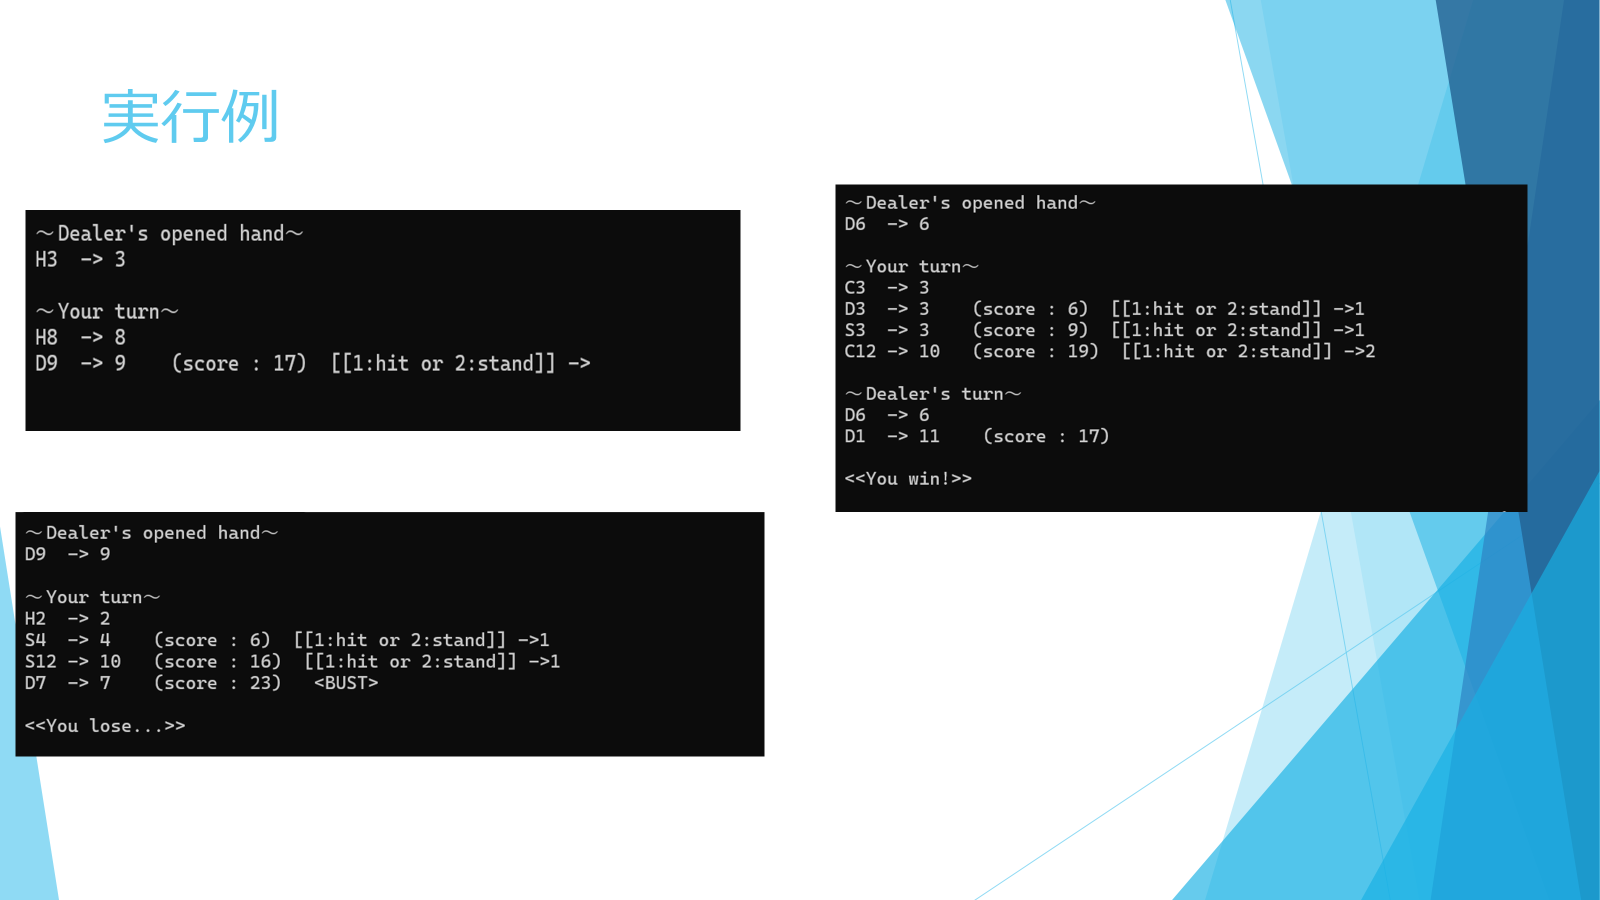 実行例
～Dealer's opened hand～
H3  -> 3
～Your turn～
H8  -> 8
D9  -> 9    (score : 17)  [[1:hit or 2:stand]] ->
～Dealer's opened hand～
D9  -> 9
～Your turn～
H2  -> 2
S4  -> 4    (score : 6)  [[1:hit or 2:stand]] ->1
S12 -> 10   (score : 16)  [[1:hit or 2:stand]] ->1
D7  -> 7    (score : 23)   <BUST>
<<You lose...>>
～Dealer's opened hand～
D6  -> 6
～Your turn～
C3  -> 3
D3  -> 3    (score : 6)  [[1:hit or 2:stand]] ->1
S3  -> 3    (score : 9)  [[1:hit or 2:stand]] ->1
C12 -> 10   (score : 19)  [[1:hit or 2:stand]] ->2
～Dealer's turn～
D6  -> 6
D1  -> 11    (score : 17)
<<You win!>>